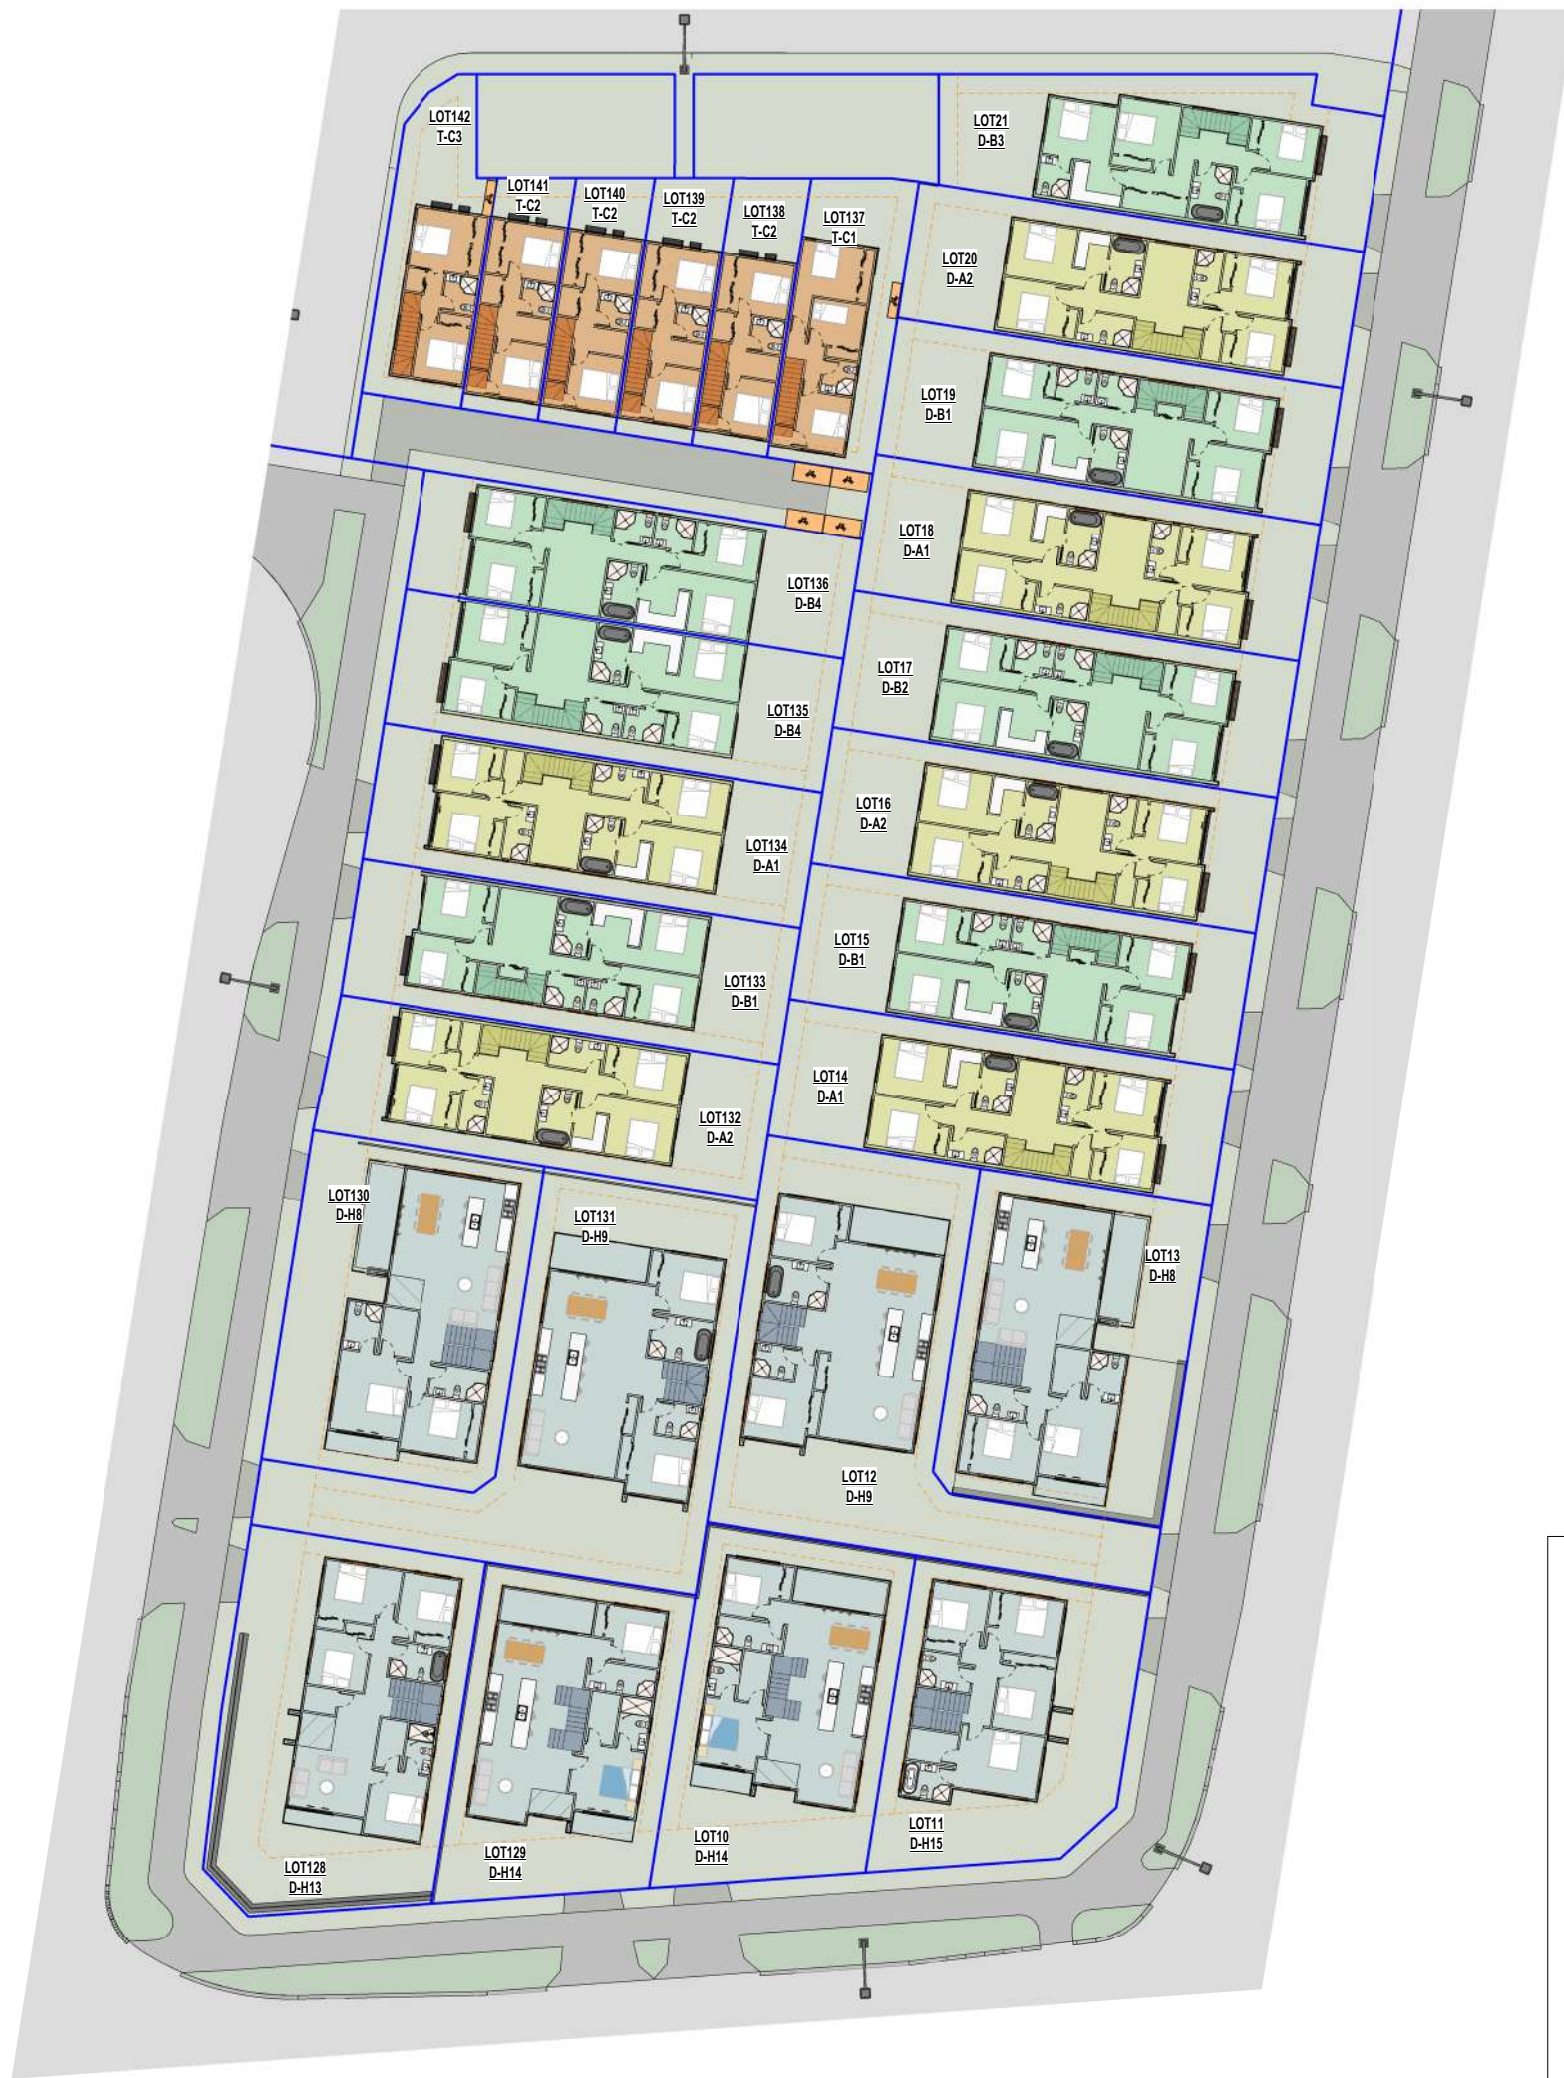 LOT142
T-C3
LOT21
D-B3
LOT141
T-C2
LOT140
T-C2
LOT139
T-C2
LOT138
T-C2
LOT137
T-C1
LOT20
D-A2
LOT19
D-B1
LOT18
D-A1
LOT136
D-B4
LOT17
D-B2
LOT135
D-B4
LOT16
D-A2
LOT134
D-A1
LOT15
D-B1
LOT133
D-B1
LOT14
D-A1
LOT132
D-A2
LOT130
D-H8
LOT131
D-H9
LOT13
D-H8
LOT12
D-H9
LOT11
D-H15
LOT10
D-H14
LOT129
D-H14
LOT128
D-H13